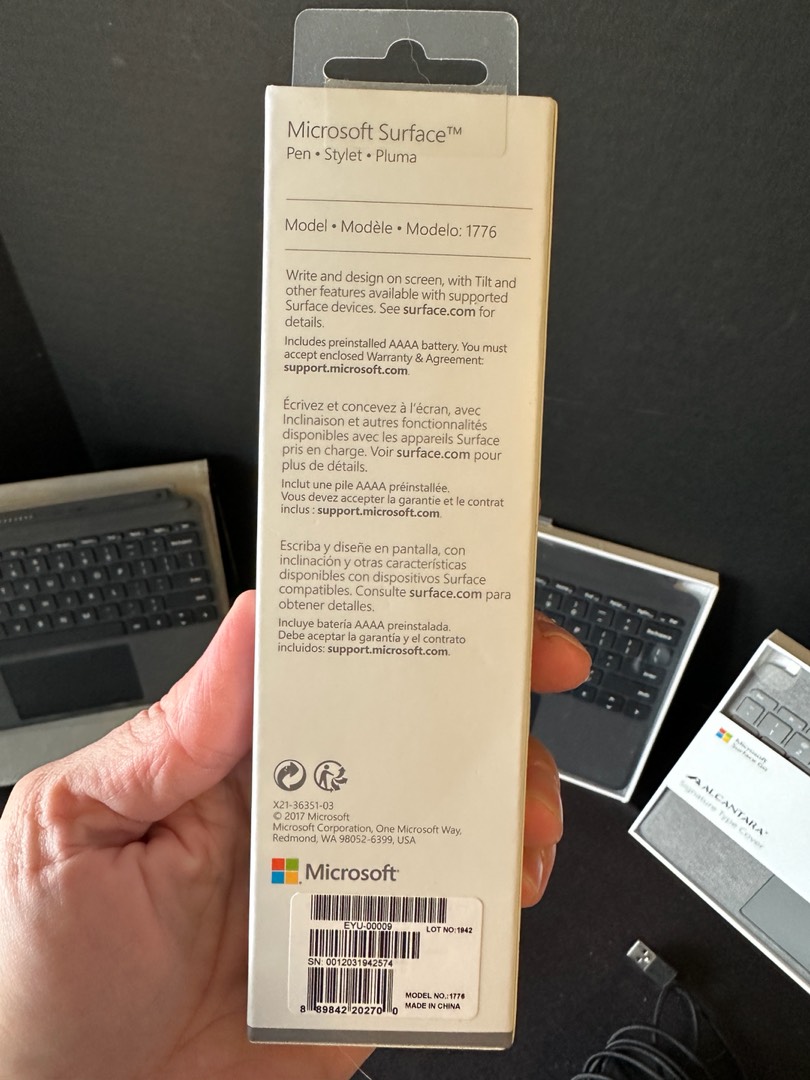 Microsoft Surface™
Pen • Stylet • Pluma
Model • Modèle • Modelo: 1776
Write and design on screen, with Tilt and
other features available with supported
Surface devices. See surface.com for
details.
Includes preinstalled AAAA battery. You must
accept enclosed Warranty & Agreement:
support.microsoft.com.
Écrivez et concevez à l'écran, avec
Inclinaison et autres fonctionnalités
disponibles avec les appareils Surface
pris en charge. Voir surface.com pour
plus de détails.
Inclut une pile AAAA préinstallée.
Vous devez accepter la garantie et le contrat
inclus : support.microsoft.com.
Escriba y diseñe en pantalla, con
inclinación y otras características
disponibles con dispositivos Surface
compatibles. Consulte surface.com para
obtener detalles.
Incluye batería AAAA preinstalada.
Debe aceptar la garantía y el contrato
incluidos: support.microsoft.com.
X21-36351-03
© 2017 Microsoft
Microsoft Corporation, One Microsoft Way,
Redmond, WA 98052-6399, USA
Microsoft
EYU-00009
LOT NO:1942
SN: 0012031942574
MODEL NO.:1776
MADE IN CHINA
8 89842 20270 0
Microsoft
Surface Go
ALCANTARA®
Signature Type Cover